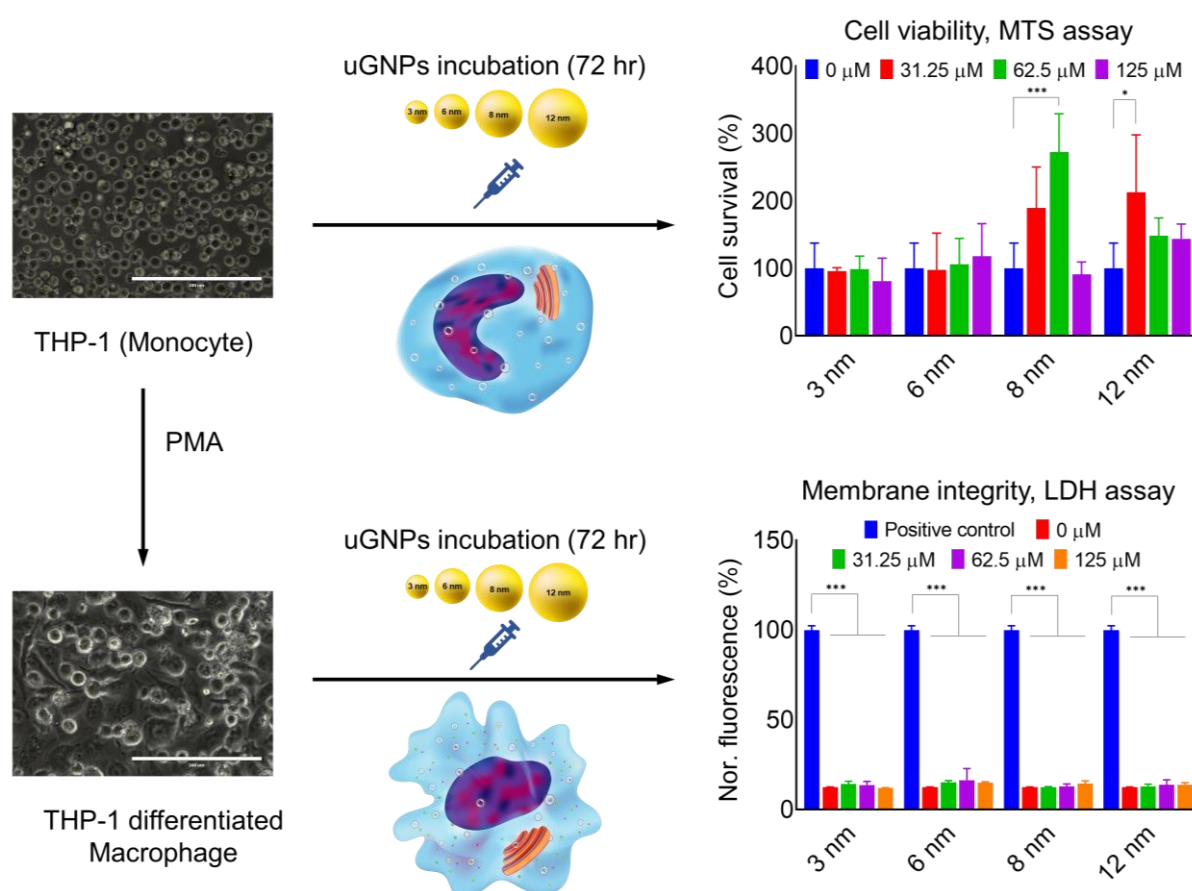 Cell viability, MTS assay
uGNPs incubation (72 hr)
3 nm 6 nm 8 nm 12 nm
0 μM 31.25 μM 62.5 μM 125 μM
*** *
Cell survival (%)
400
300
200
100
0
3 nm 6 nm 8 nm 12 nm
THP-1 (Monocyte)
PMA
Membrane integrity, LDH assay
uGNPs incubation (72 hr)
3 nm 6 nm 8 nm 12 nm
Positive control 0 μM
31.25 μM 62.5 μM 125 μM
*** *** *** ***
Nor. fluorescence (%)
150
100
50
0
3 nm 6 nm 8 nm 12 nm
THP-1 differentiated
Macrophage